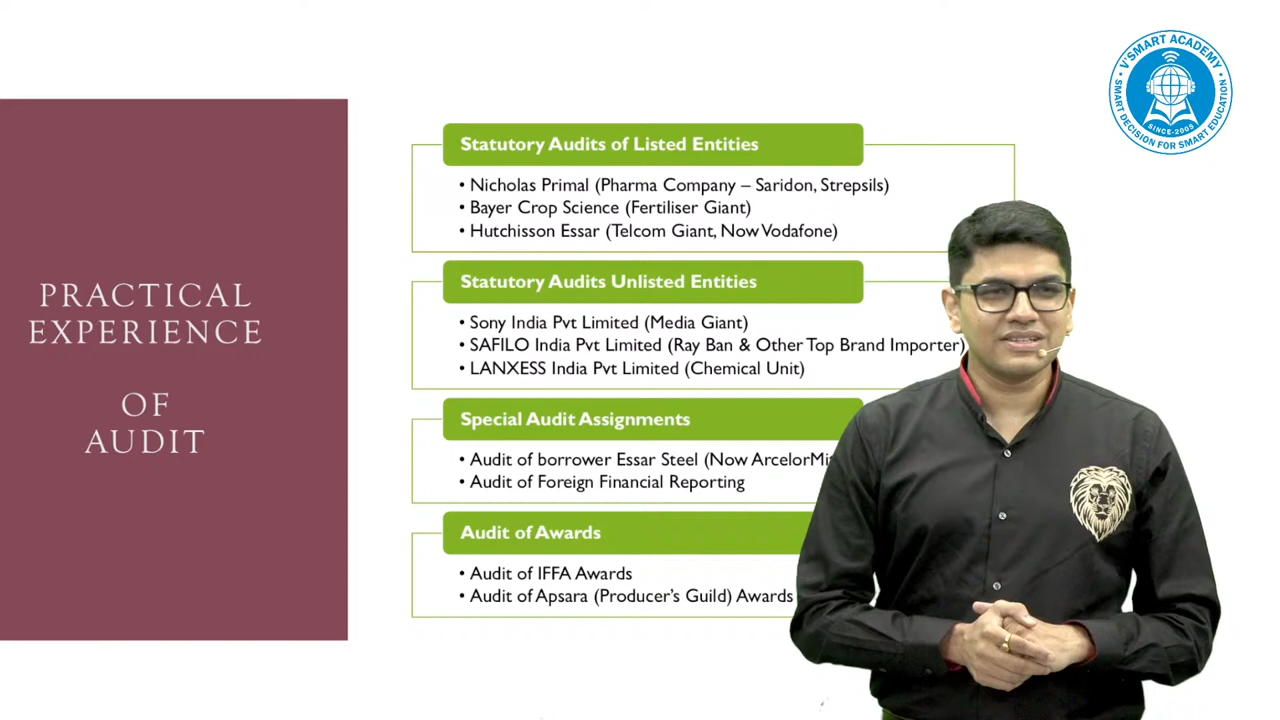 V'SMART ACADEMY
SMART DECISION FOR SMART EDUCATION
SINCE-2005
PRACTICAL
EXPERIENCE
OF
AUDIT
Statutory Audits of Listed Entities
• Nicholas Primal (Pharma Company – Saridon, Strepsils)
• Bayer Crop Science (Fertiliser Giant)
• Hutchisson Essar (Telcom Giant, Now Vodafone)
Statutory Audits Unlisted Entities
• Sony India Pvt Limited (Media Giant)
• SAFILO India Pvt Limited (Ray Ban & Other Top Brand Importer)
• LANXESS India Pvt Limited (Chemical Unit)
Special Audit Assignments
• Audit of borrower Essar Steel (Now
• Audit of Foreign Financial Reporting
Audit of Awards
• Audit of IFFA Awards
• Audit of Apsara (Producer's Guild) Awards